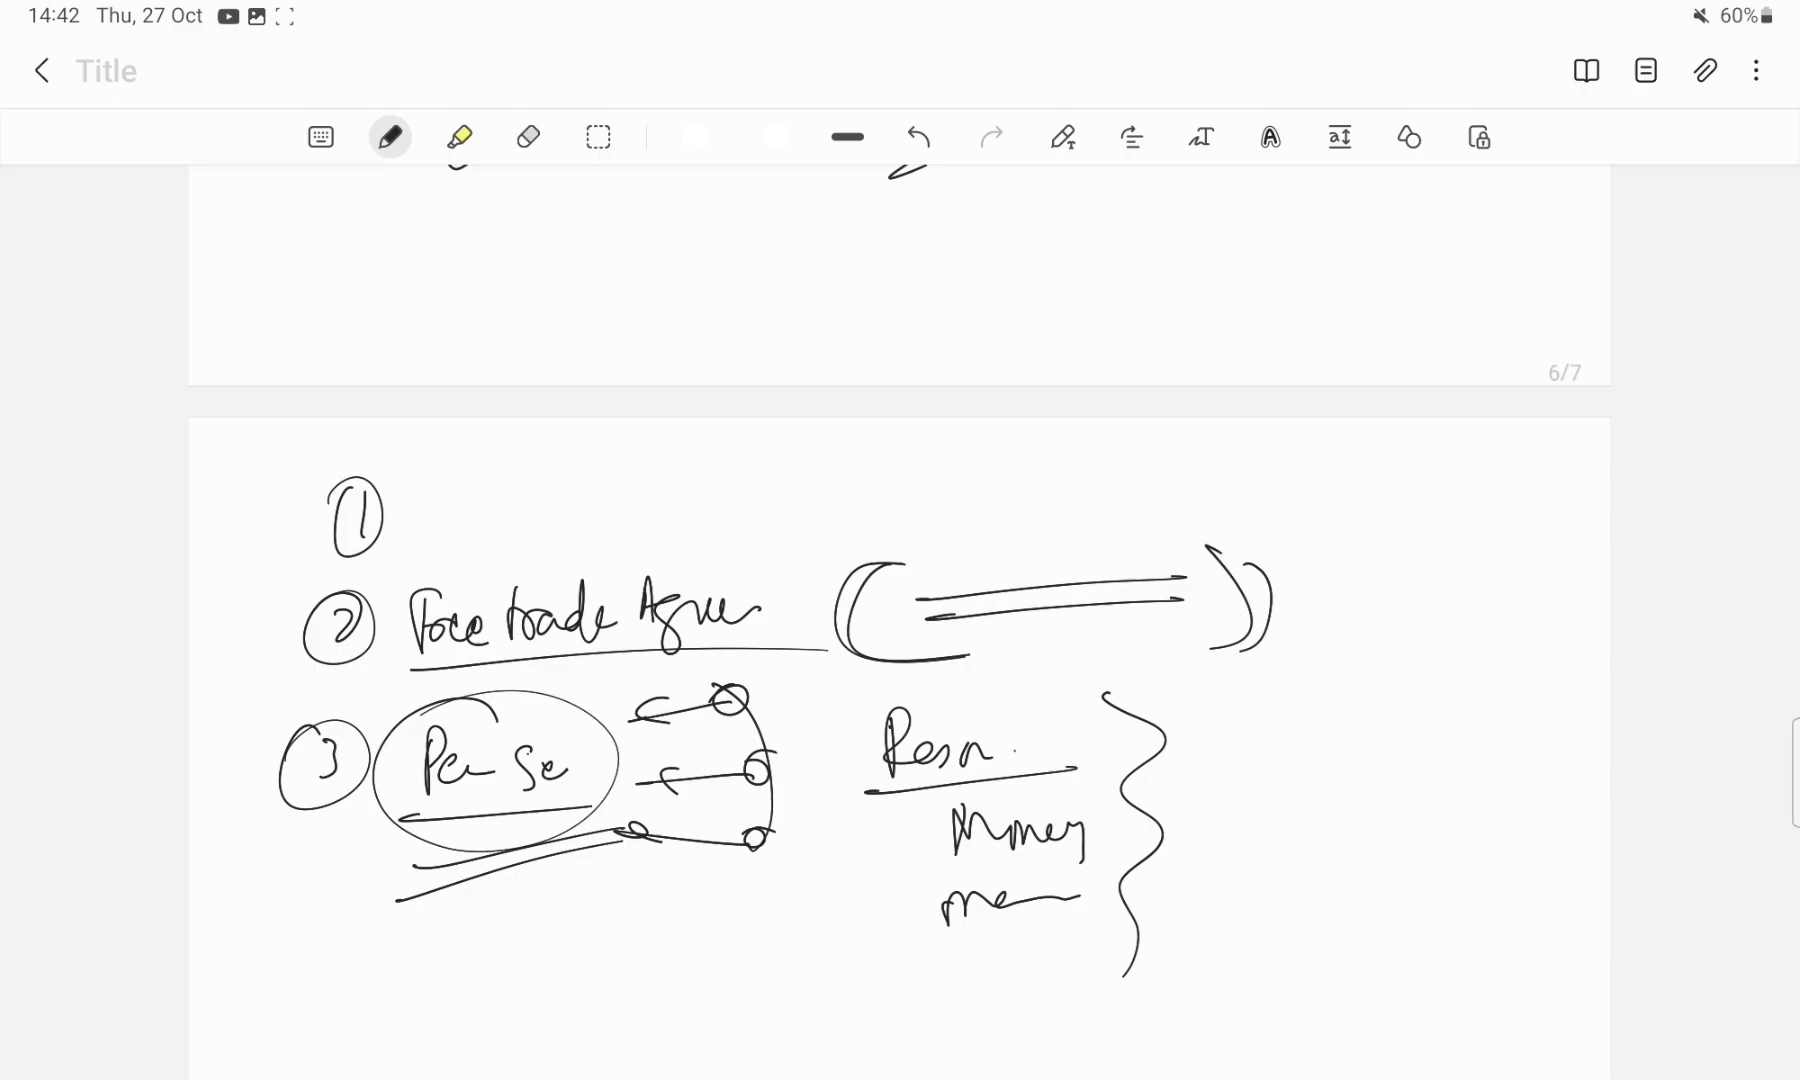 14:42 Thu, 27 Oct 60%
Title
6/7
1
2 Free trade Agree
3 Per Se
Reson.
Money